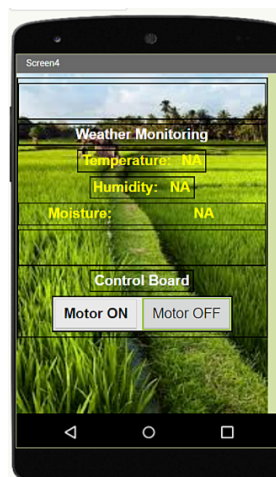 Screen4
Weather Monitoring
Temperature: NA
Humidity: NA
Moisture: NA
Control Board
Motor ON Motor OFF